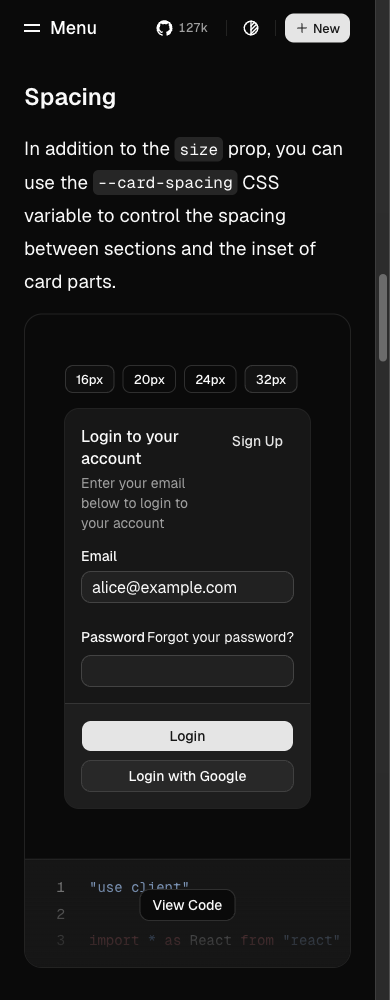 Menu 127k + New
Spacing
In addition to the size prop, you can
use the --card-spacing CSS
variable to control the spacing
between sections and the inset of
card parts.
16px 20px 24px 32px
Login to your
account
Sign Up
Enter your email
below to login to
your account
Email
alice@example.com
Password Forgot your password?
Login
Login with Google
1 "use client"
2
View Code
3 import * as React from "react"